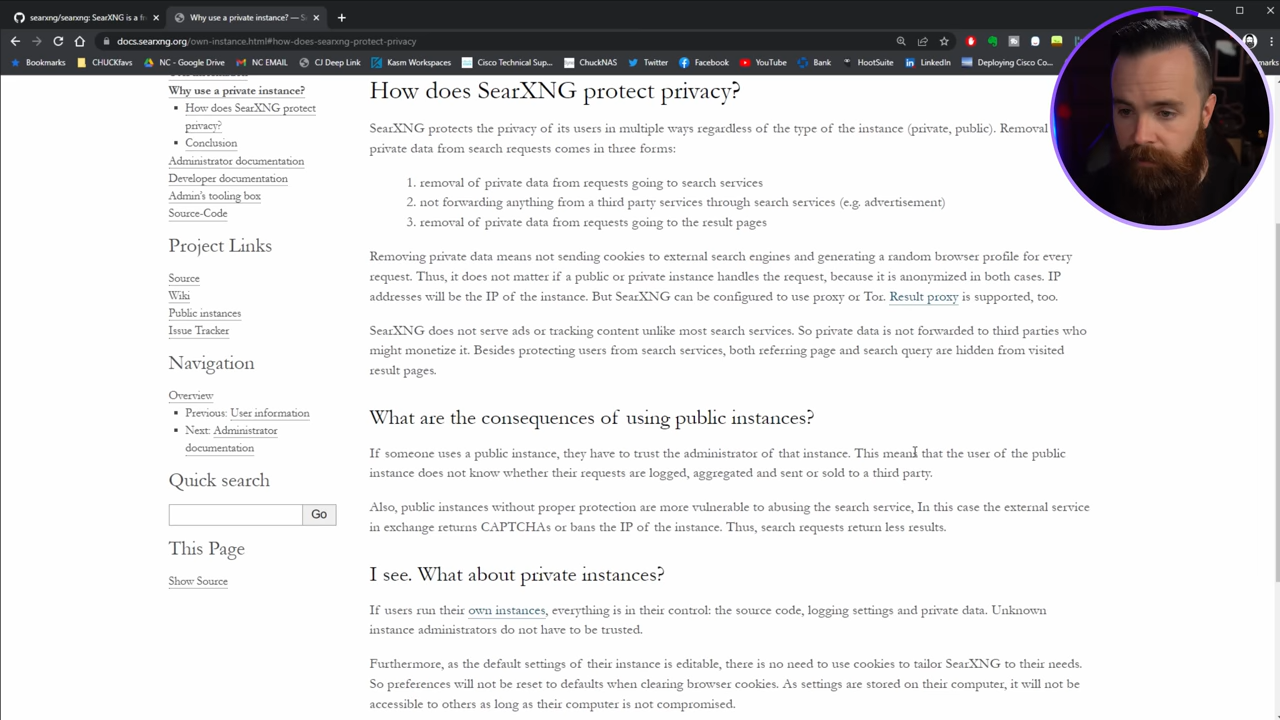 searxng/searxng: SearXNG is a fr
Why use a private instance? — S
docs.searxng.org/own-instance.html#how-does-searxng-protect-privacy
Bookmarks
CHUCKfavs
NC - Google Drive
NC EMAIL
CJ Deep Link
Kasm Workspaces
Cisco Technical Sup...
ChuckNAS
Twitter
Facebook
YouTube
Bank
HootSuite
LinkedIn
Deploying Cisco Co...
Why use a private instance?
How does SearXNG protect
privacy?
Conclusion
Administrator documentation
Developer documentation
Admin's tooling box
Source-Code
Project Links
Source
Wiki
Public instances
Issue Tracker
Navigation
Overview
Previous: User information
Next: Administrator
documentation
Quick search
Go
This Page
Show Source
How does SearXNG protect privacy?
SearXNG protects the privacy of its users in multiple ways regardless of the type of the instance (private, public). Removal
private data from search requests comes in three forms:
1. removal of private data from requests going to search services
2. not forwarding anything from a third party services through search services (e.g. advertisement)
3. removal of private data from requests going to the result pages
Removing private data means not sending cookies to external search engines and generating a random browser profile for every
request. Thus, it does not matter if a public or private instance handles the request, because it is anonymized in both cases. IP
addresses will be the IP of the instance. But SearXNG can be configured to use proxy or Tor. Result proxy is supported, too.
SearXNG does not serve ads or tracking content unlike most search services. So private data is not forwarded to third parties who
might monetize it. Besides protecting users from search services, both referring page and search query are hidden from visited
result pages.
What are the consequences of using public instances?
If someone uses a public instance, they have to trust the administrator of that instance. This means that the user of the public
instance does not know whether their requests are logged, aggregated and sent or sold to a third party.
Also, public instances without proper protection are more vulnerable to abusing the search service, In this case the external service
in exchange returns CAPTCHAs or bans the IP of the instance. Thus, search requests return less results.
I see. What about private instances?
If users run their own instances, everything is in their control: the source code, logging settings and private data. Unknown
instance administrators do not have to be trusted.
Furthermore, as the default settings of their instance is editable, there is no need to use cookies to tailor SearXNG to their needs.
So preferences will not be reset to defaults when clearing browser cookies. As settings are stored on their computer, it will not be
accessible to others as long as their computer is not compromised.